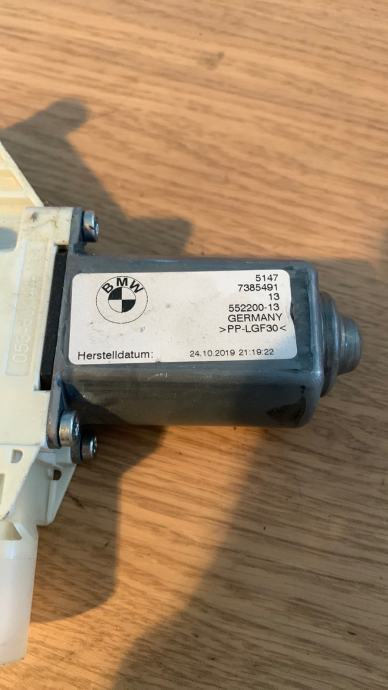 BMW
5147
7385491
13
552200-13
GERMANY
>PP-LGF30<
Herstelldatum: 24.10.2019 21:19:22